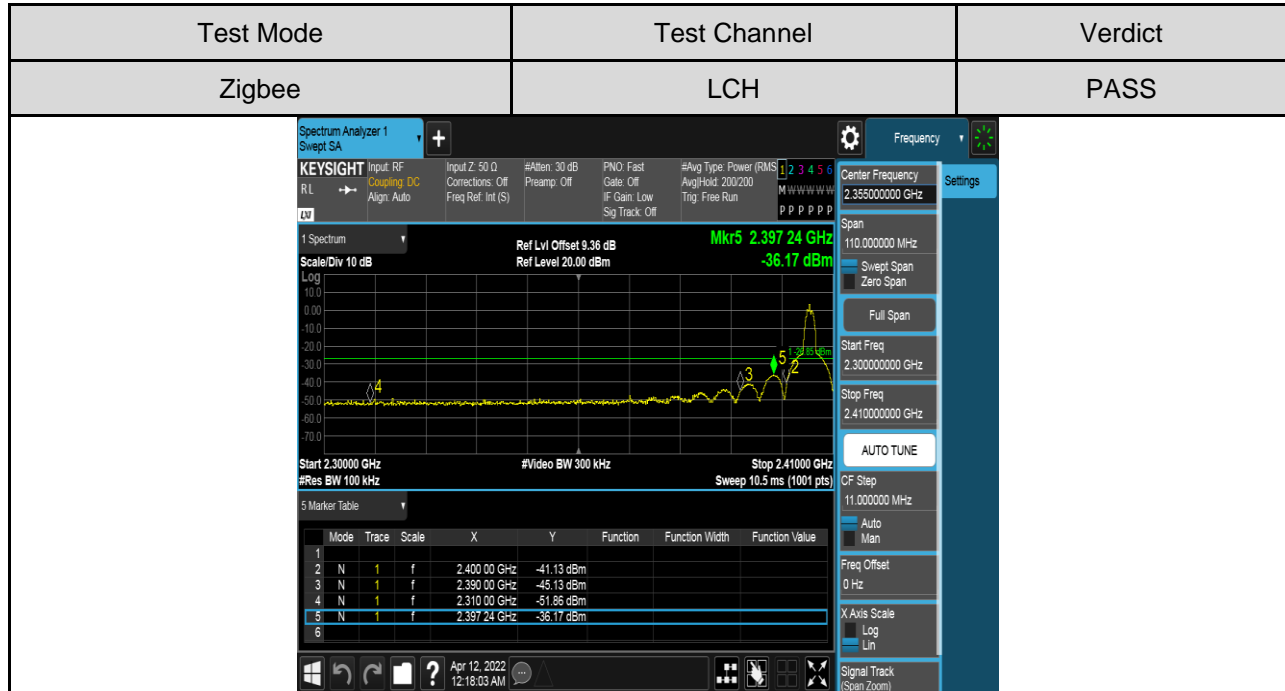 Test Mode Test Channel Verdict
Zigbee LCH PASS
Spectrum Analyzer 1
Swept SA
+
Frequency
KEYSIGHT Input: RF Input Z: 50 Ω #Atten: 30 dB PNO: Fast #Avg Type: Power (RMS 1 2 3 4 5 6
RL Coupling: DC Corrections: Off Preamp: Off Gate: Off Avg|Hold: 200/200 M W W W W W
Align: Auto Freq Ref: Int (S) IF Gain: Low Trig: Free Run
LXI Sig Track: Off P P P P P P
Center Frequency
2.355000000 GHz
Settings
1 Spectrum
Ref Lvl Offset 9.36 dB
Mkr5 2.397 24 GHz
Scale/Div 10 dB
Ref Level 20.00 dBm
-36.17 dBm
Span
110.000000 MHz
Swept Span
Zero Span
Full Span
Start Freq
2.300000000 GHz
Stop Freq
2.410000000 GHz
AUTO TUNE
CF Step
11.000000 MHz
Auto
Man
Freq Offset
0 Hz
X Axis Scale
Log
Lin
Signal Track
(Span Zoom)
Log
10.0
0.00
-10.0
-20.0
-30.0
-40.0
-50.0
-60.0
-70.0
4
3
5
2
Start 2.30000 GHz #Video BW 300 kHz Stop 2.41000 GHz
#Res BW 100 kHz Sweep 10.5 ms (1001 pts)
5 Marker Table
Mode Trace Scale X Y Function Function Width Function Value
1
2 N 1 f 2.400 00 GHz -41.13 dBm
3 N 1 f 2.390 00 GHz -45.13 dBm
4 N 1 f 2.310 00 GHz -51.86 dBm
5 N 1 f 2.397 24 GHz -36.17 dBm
6
? Apr 12, 2022
12:18:03 AM